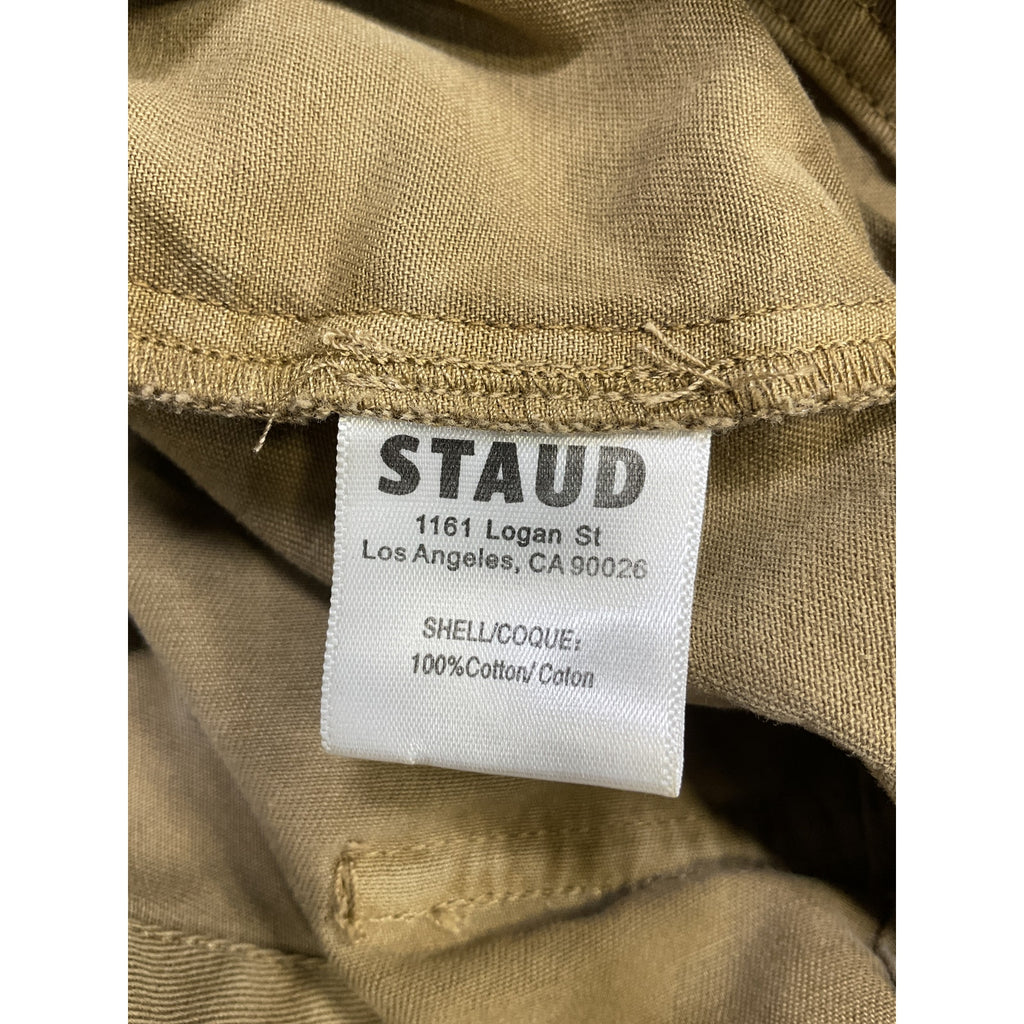 STAUD
1161 Logan St
Los Angeles, CA 90026
SHELL/COQUE:
100%Cotton/ Coton